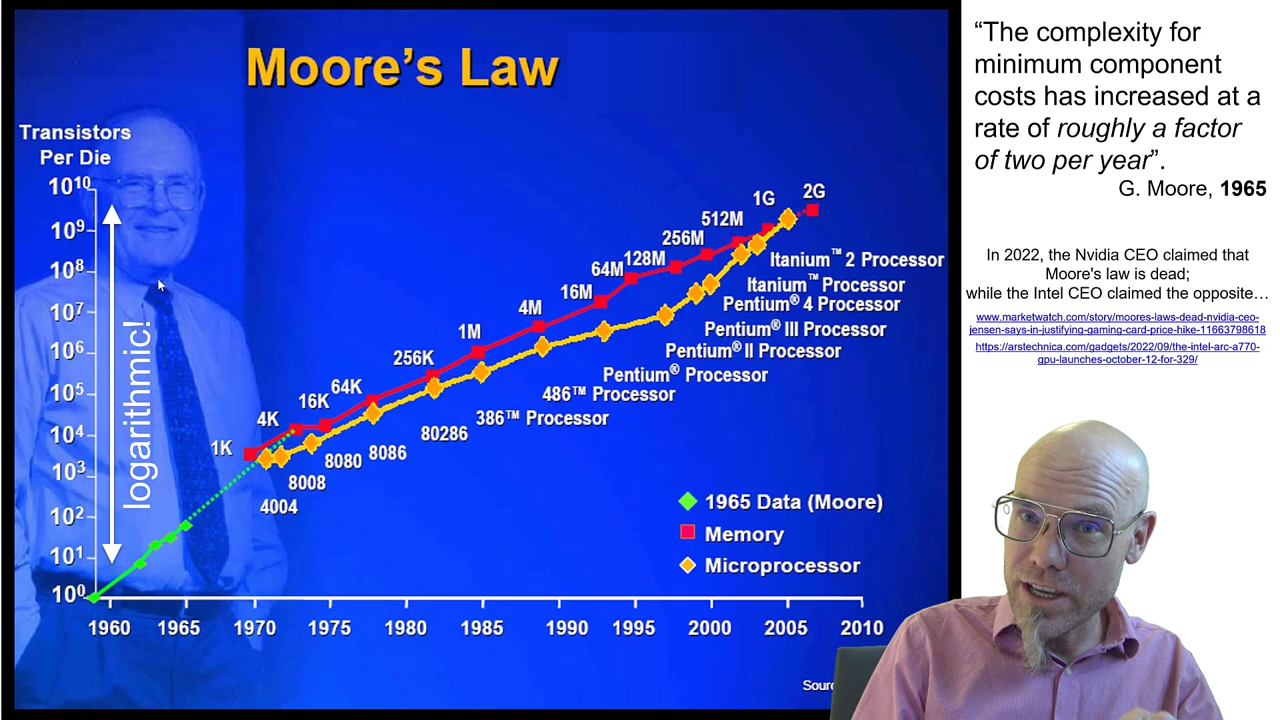 Moore's Law
Transistors
Per Die
10¹⁰
10⁹
10⁸
10⁷
10⁶
10⁵
10⁴
10³
10²
10¹
10⁰
logarithmic!
1K
4K
16K
64K
256K
1M
4M
16M
64M
128M
256M
512M
1G
2G
4004
8008
8080
8086
80286
386™ Processor
486™ Processor
Pentium® Processor
Pentium® II Processor
Pentium® III Processor
Pentium® 4 Processor
Itanium™ Processor
Itanium™ 2 Processor
1965 Data (Moore)
Memory
Microprocessor
1960 1965 1970 1975 1980 1985 1990 1995 2000 2005 2010
“The complexity for
minimum component
costs has increased at a
rate of roughly a factor
of two per year”.
G. Moore, 1965
In 2022, the Nvidia CEO claimed that
Moore's law is dead;
while the Intel CEO claimed the opposite…
www.marketwatch.com/story/moores-laws-dead-nvidia-ceo-
jensen-says-in-justifying-gaming-card-price-hike-11663798618
https://arstechnica.com/gadgets/2022/09/the-intel-arc-a770-
gpu-launches-october-12-for-329/